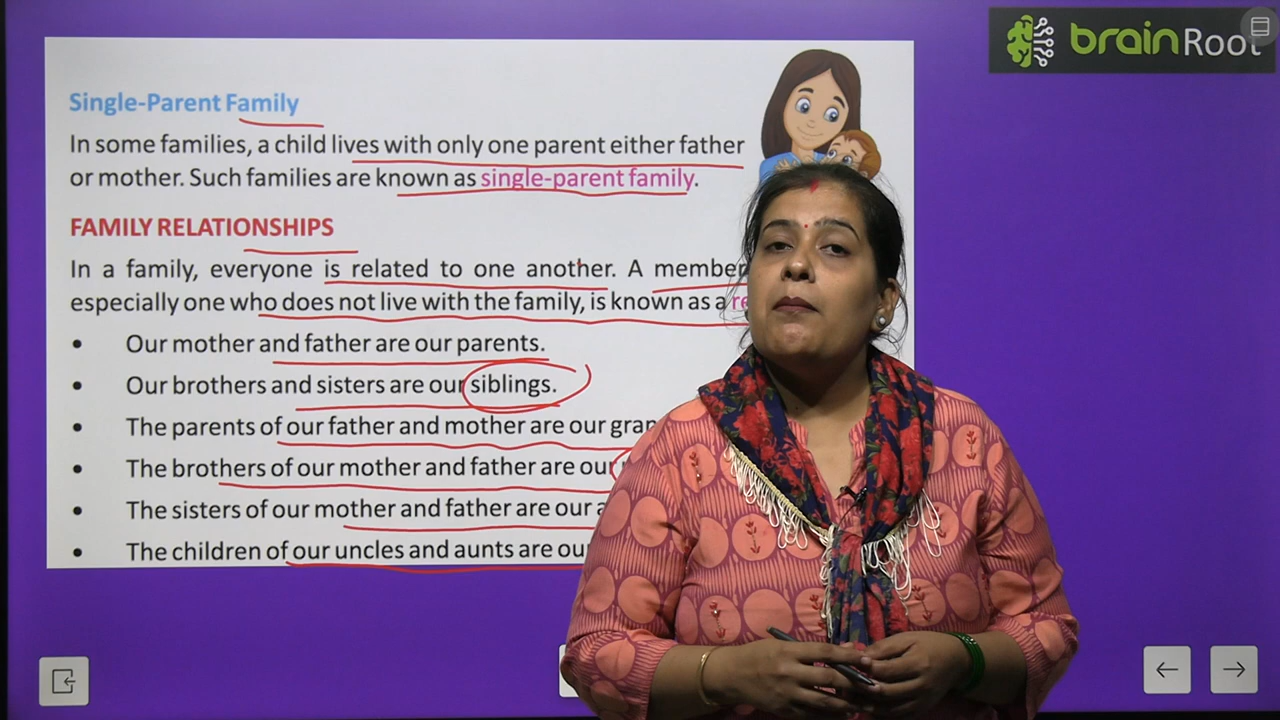 brainRoot
Single-Parent Family
In some families, a child lives with only one parent either father
or mother. Such families are known as single-parent family.
FAMILY RELATIONSHIPS
In a family, everyone is related to one another. A member
especially one who does not live with the family, is known as a
• Our mother and father are our parents.
• Our brothers and sisters are our siblings.
• The parents of our father and mother are our
• The brothers of our mother and father are our
• The sisters of our mother and father are our
• The children of our uncles and aunts are our